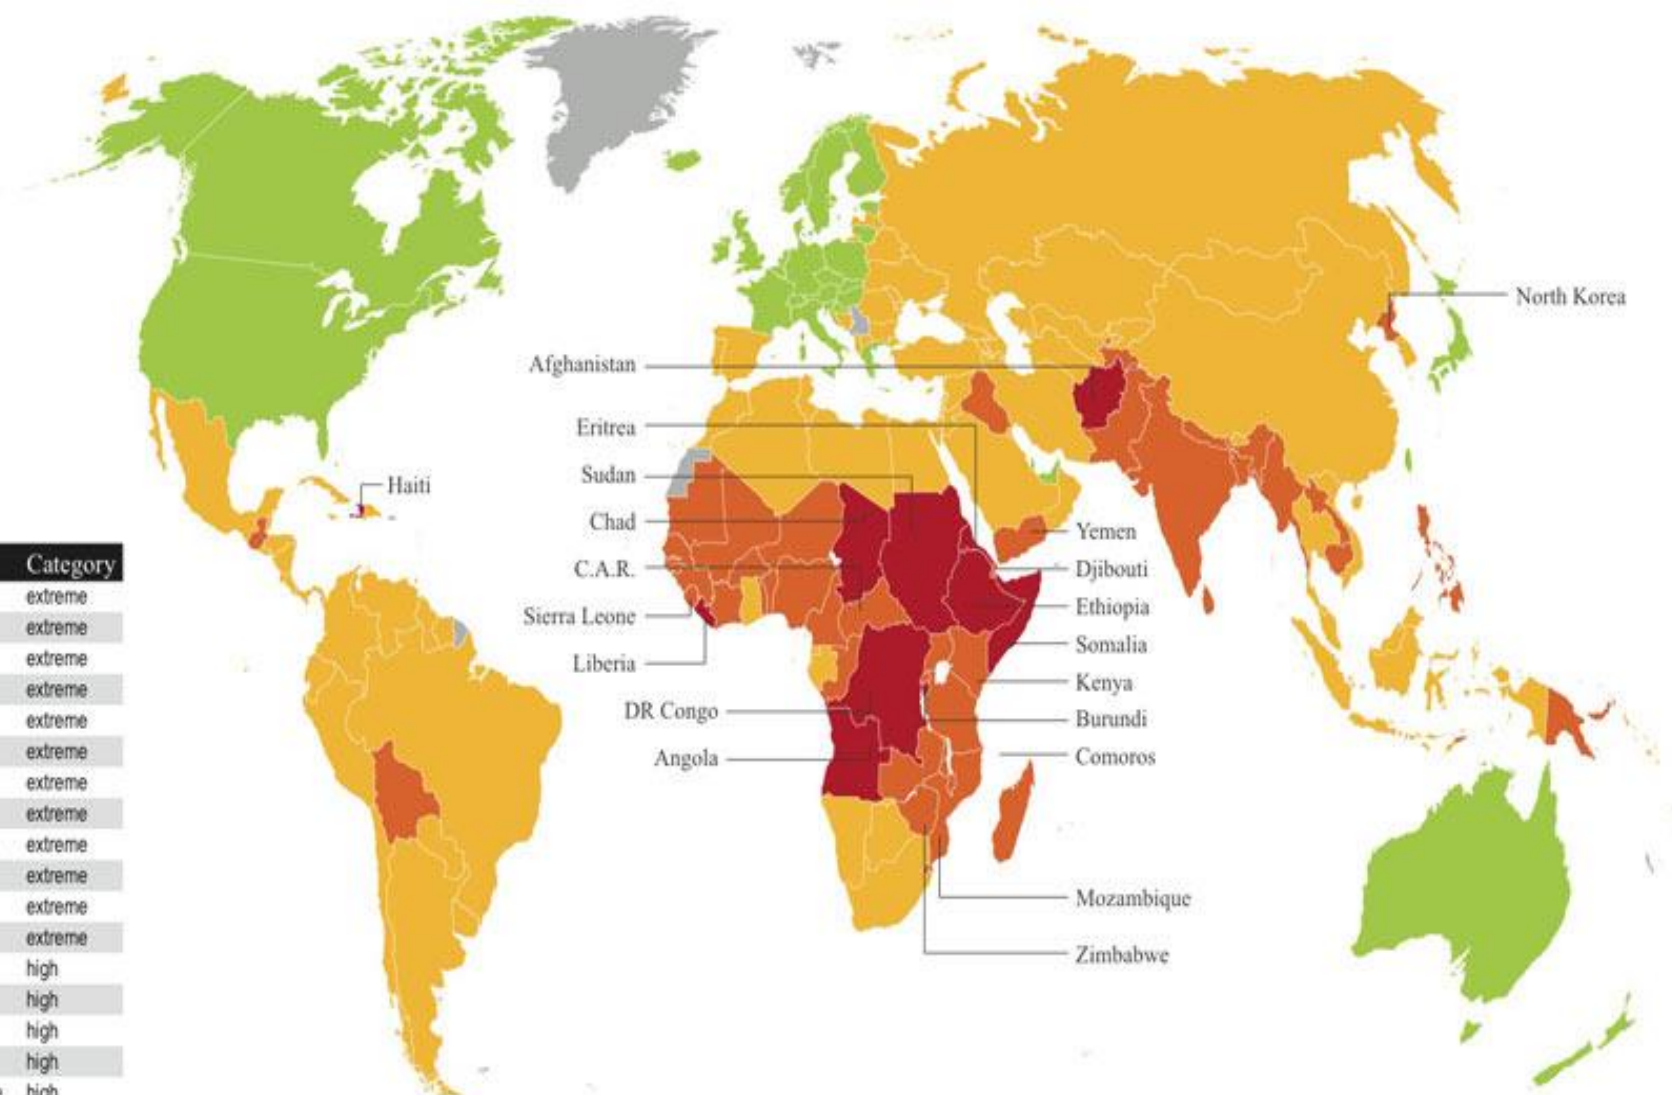 North Korea
Afghanistan
Eritrea
Sudan
Haiti
Chad
Yemen
C.A.R.
Djibouti
Ethiopia
Sierra Leone
Somalia
Liberia
Kenya
DR Congo
Burundi
Angola
Comoros
Mozambique
Zimbabwe
Category
extreme
extreme
extreme
extreme
extreme
extreme
extreme
extreme
extreme
extreme
extreme
extreme
high
high
high
high
high